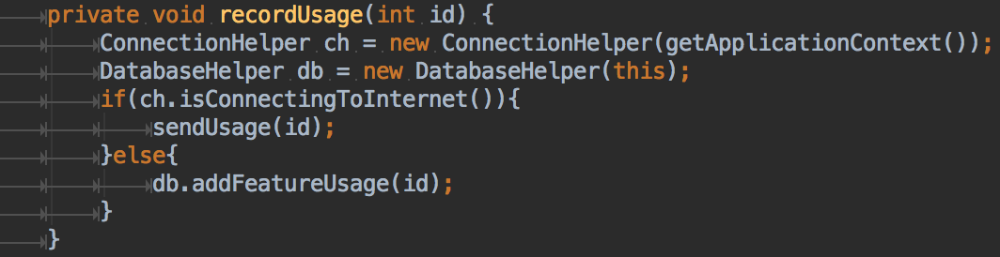 private void recordUsage(int id) {
ConnectionHelper ch = new ConnectionHelper(getApplicationContext());
DatabaseHelper db = new DatabaseHelper(this);
if(ch.isConnectingToInternet()){
sendUsage(id);
}else{
db.addFeatureUsage(id);
}
}